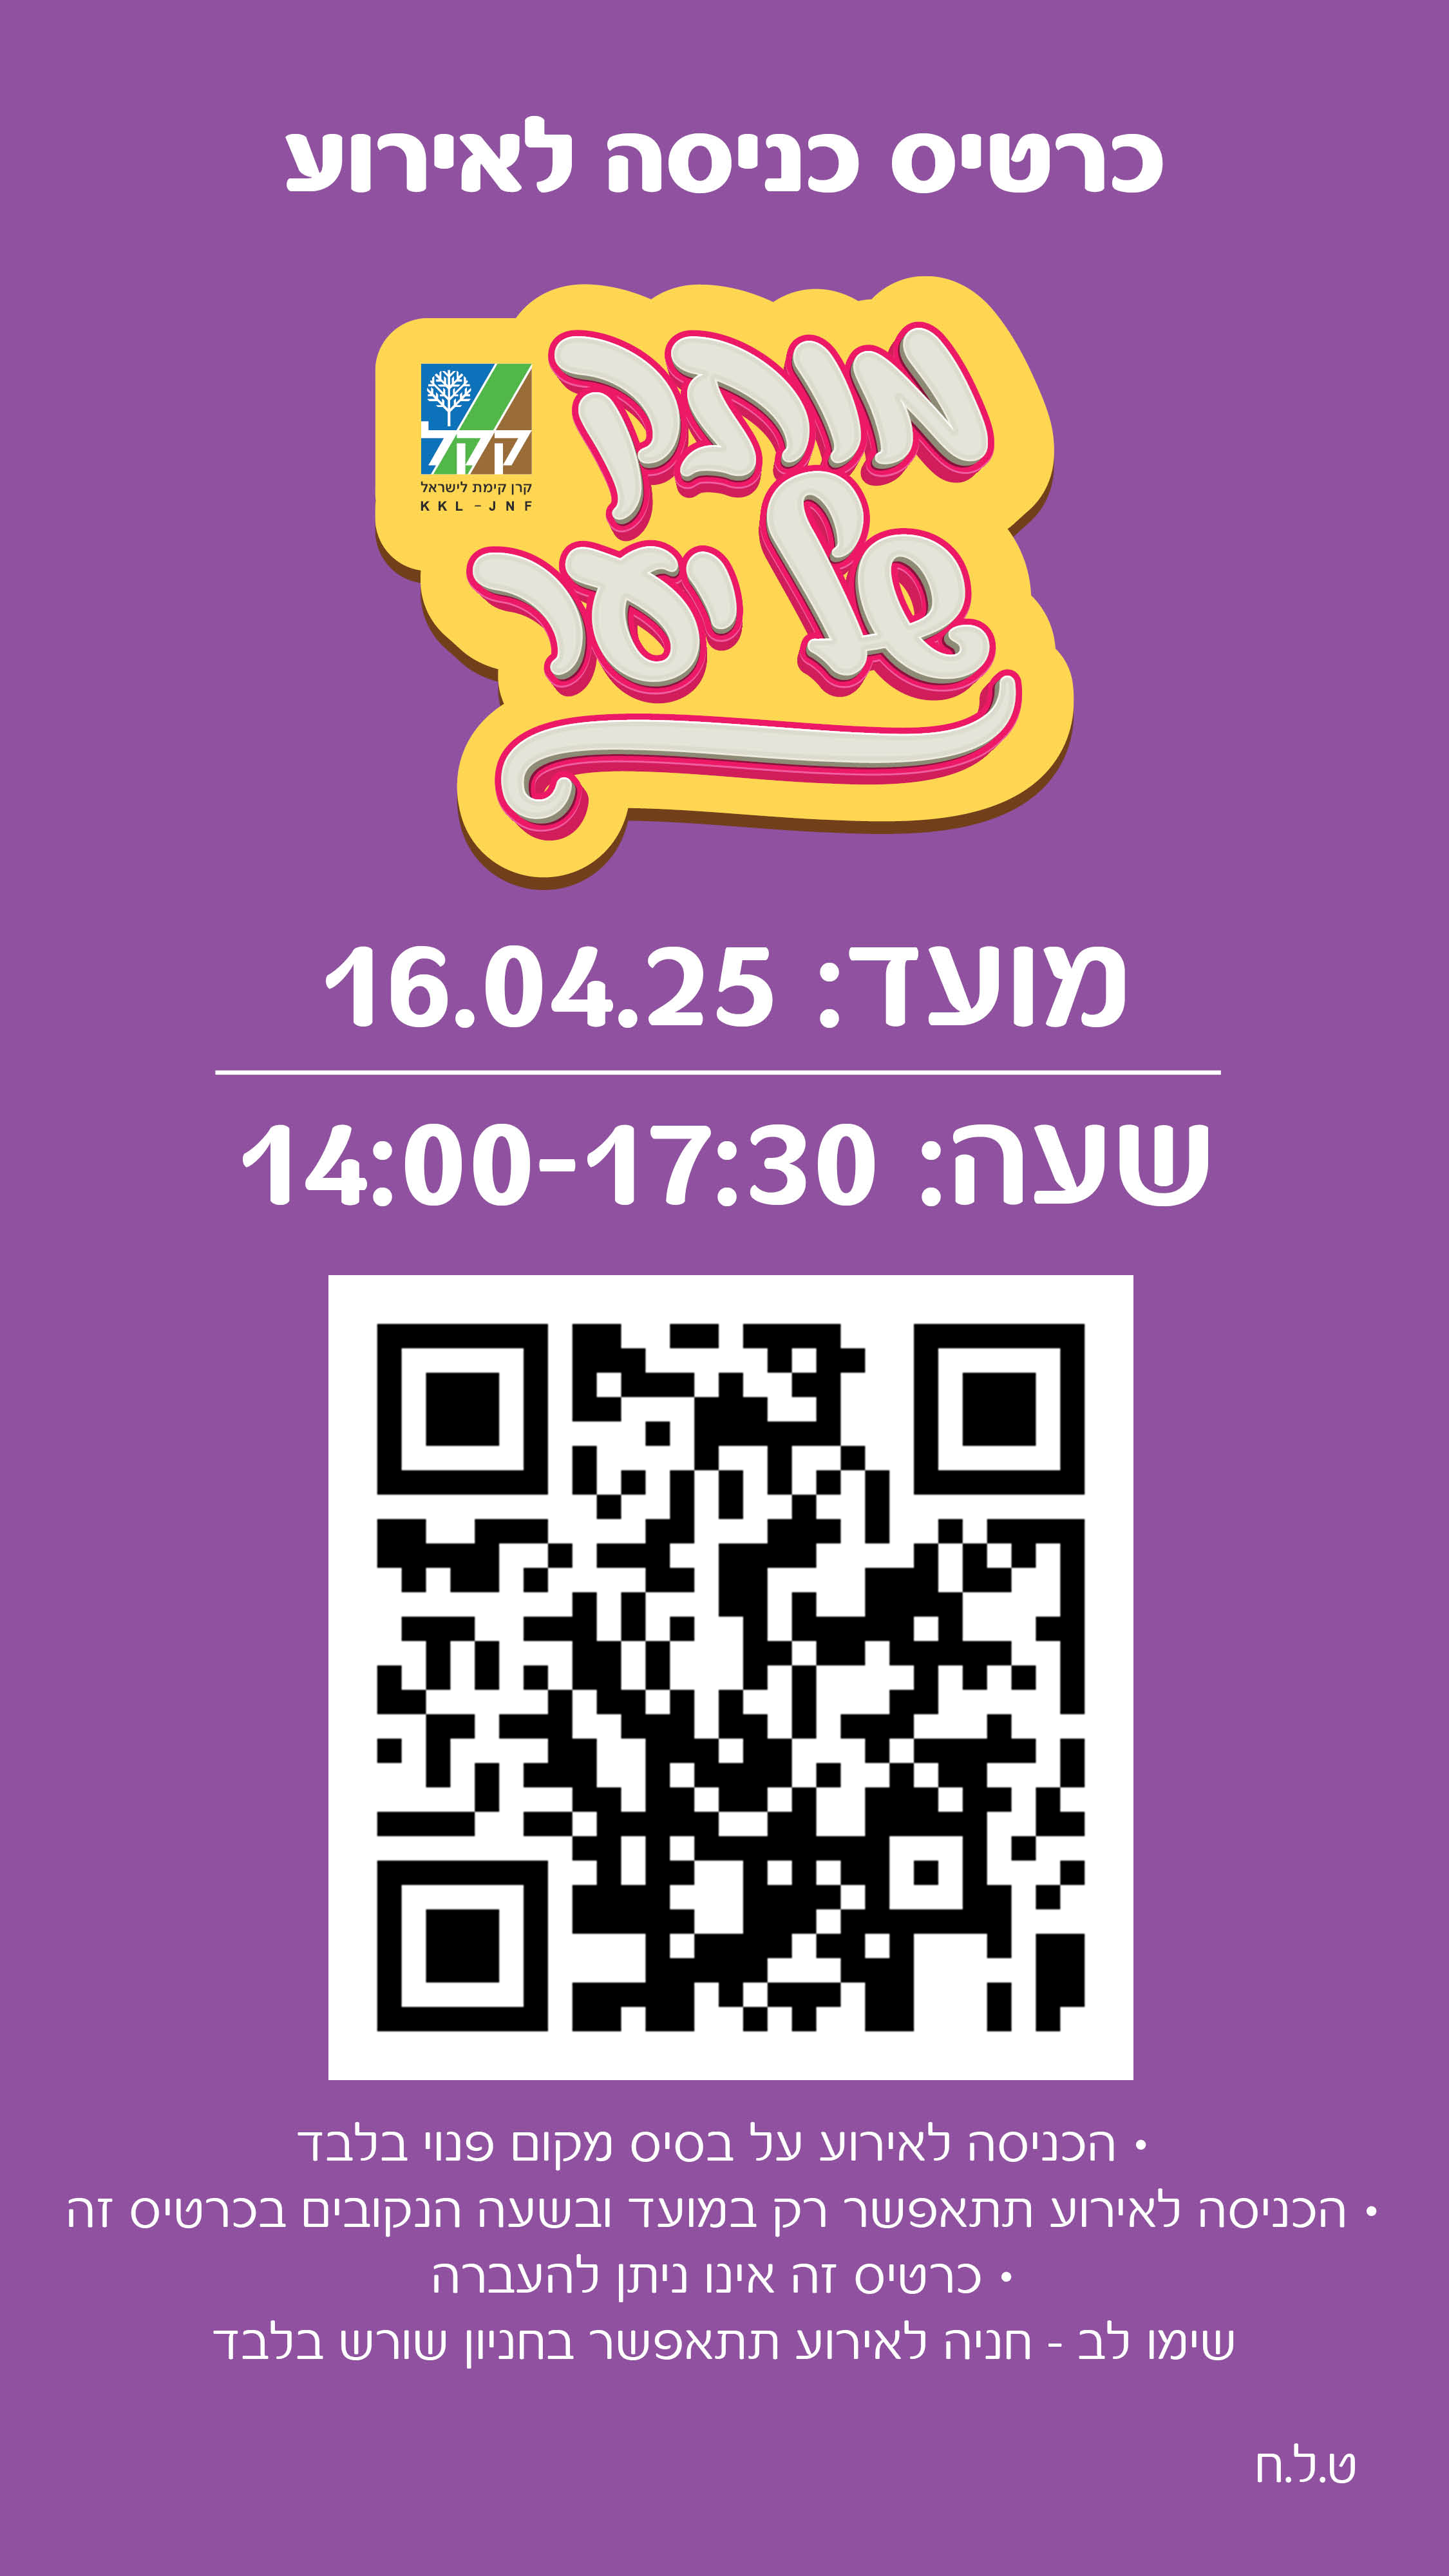 כרטיס כניסה לאירוע
מותק
של יער
קקל
קרן קימת לישראל
KKL - JNF
מועד: 16.04.25
שעה: 14:00-17:30
• הכניסה לאירוע על בסיס מקום פנוי בלבד
• הכניסה לאירוע תתאפשר רק במועד ובשעה הנקובים בכרטיס זה
• כרטיס זה אינו ניתן להעברה
שימו לב - חניה לאירוע תתאפשר בחניון שורש בלבד
ט.ל.ח